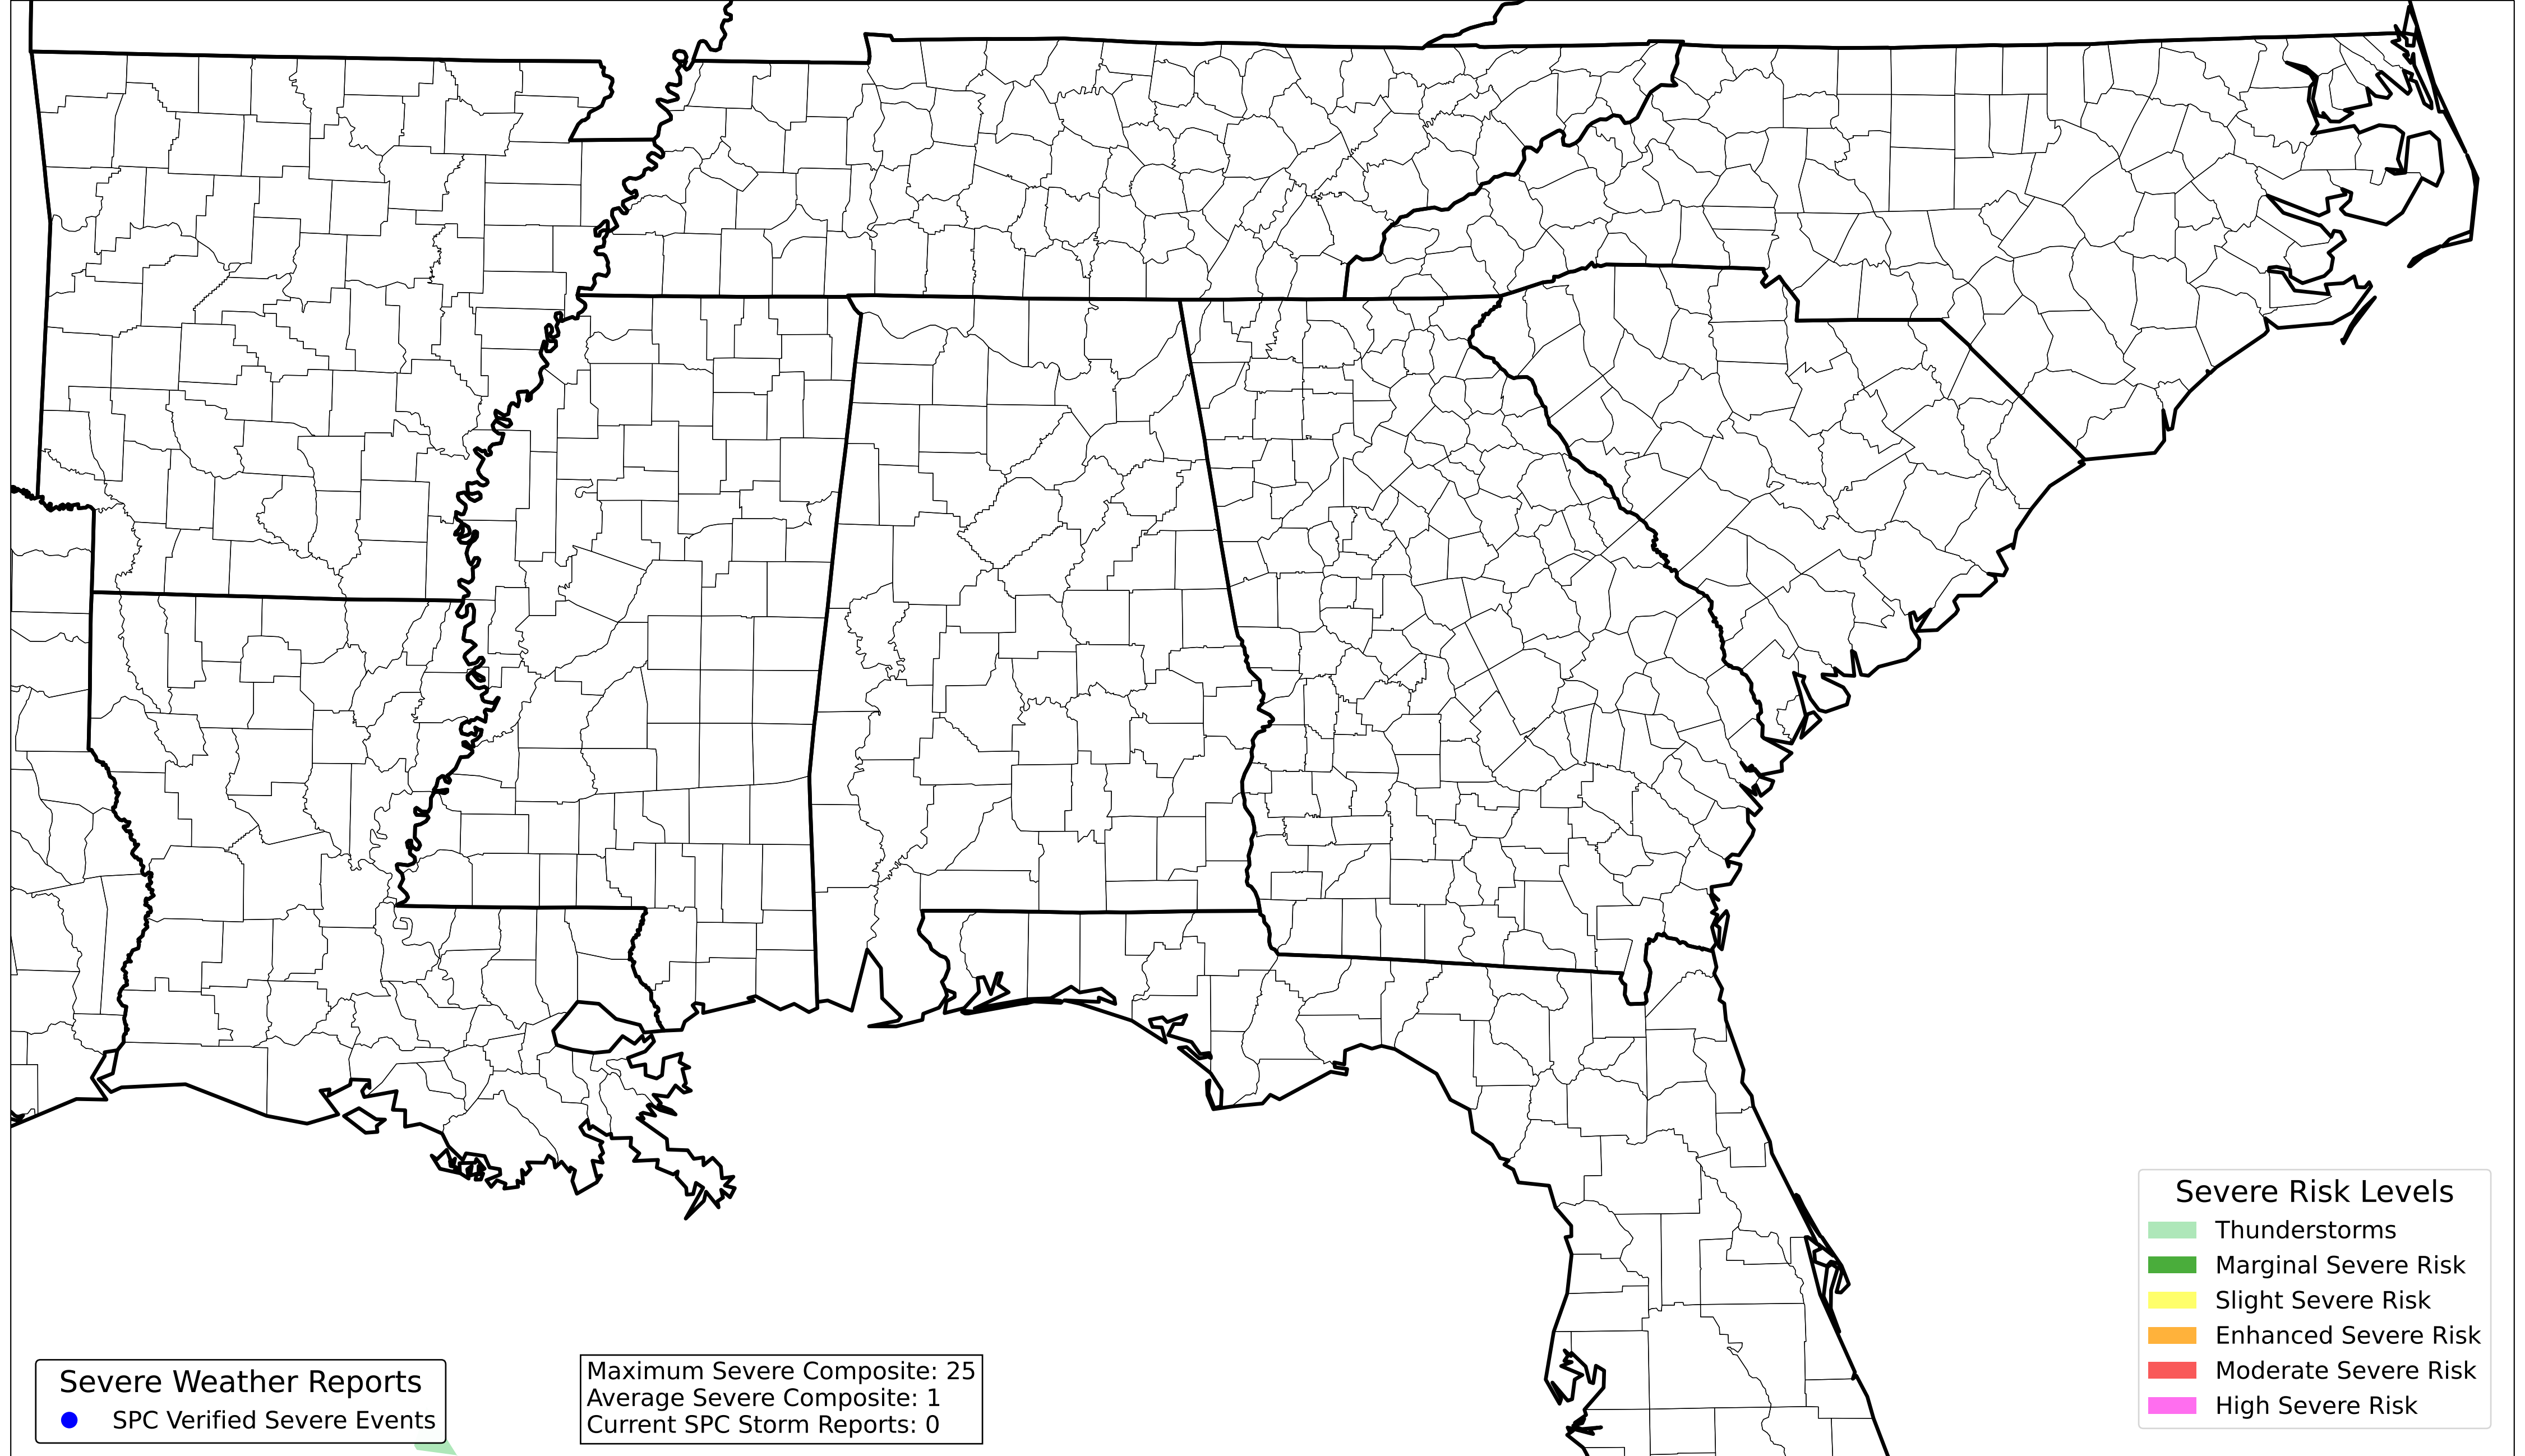 Severe Weather Reports
SPC Verified Severe Events
Maximum Severe Composite: 25
Average Severe Composite: 1
Current SPC Storm Reports: 0
Severe Risk Levels
Thunderstorms
Marginal Severe Risk
Slight Severe Risk
Enhanced Severe Risk
Moderate Severe Risk
High Severe Risk